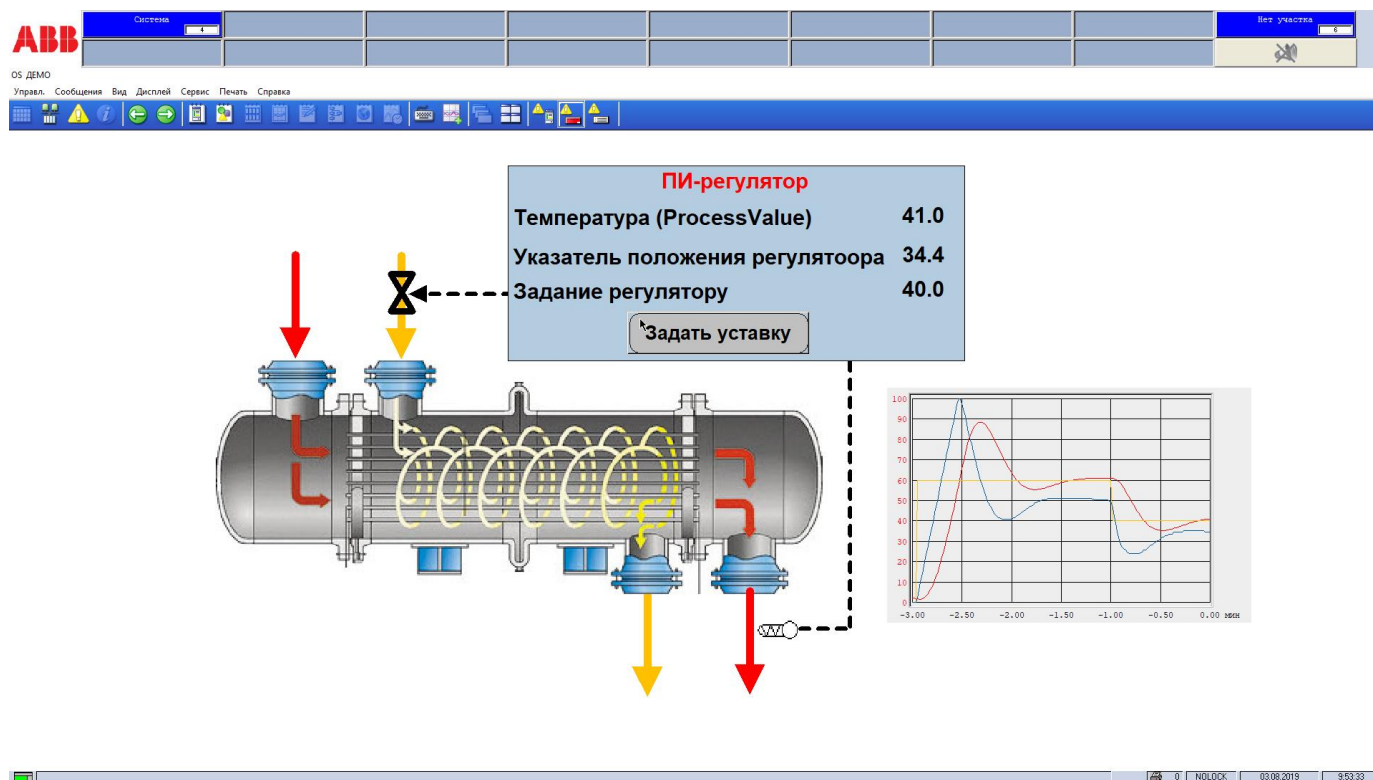 ABB
Система
4
Нет участка
6
OS ДЕМО
Управл. Сообщения Вид Дисплей Сервис Печать Справка
ПИ-регулятор
Температура (ProcessValue) 41.0
Указатель положения регулятоора 34.4
Задание регулятору 40.0
Задать уставку
100
90
80
70
60
50
40
30
20
10
0
-3.00 -2.50 -2.00 -1.50 -1.00 -0.50 0.00 мин
0 NOLOCK 03.08.2019 9:53:33